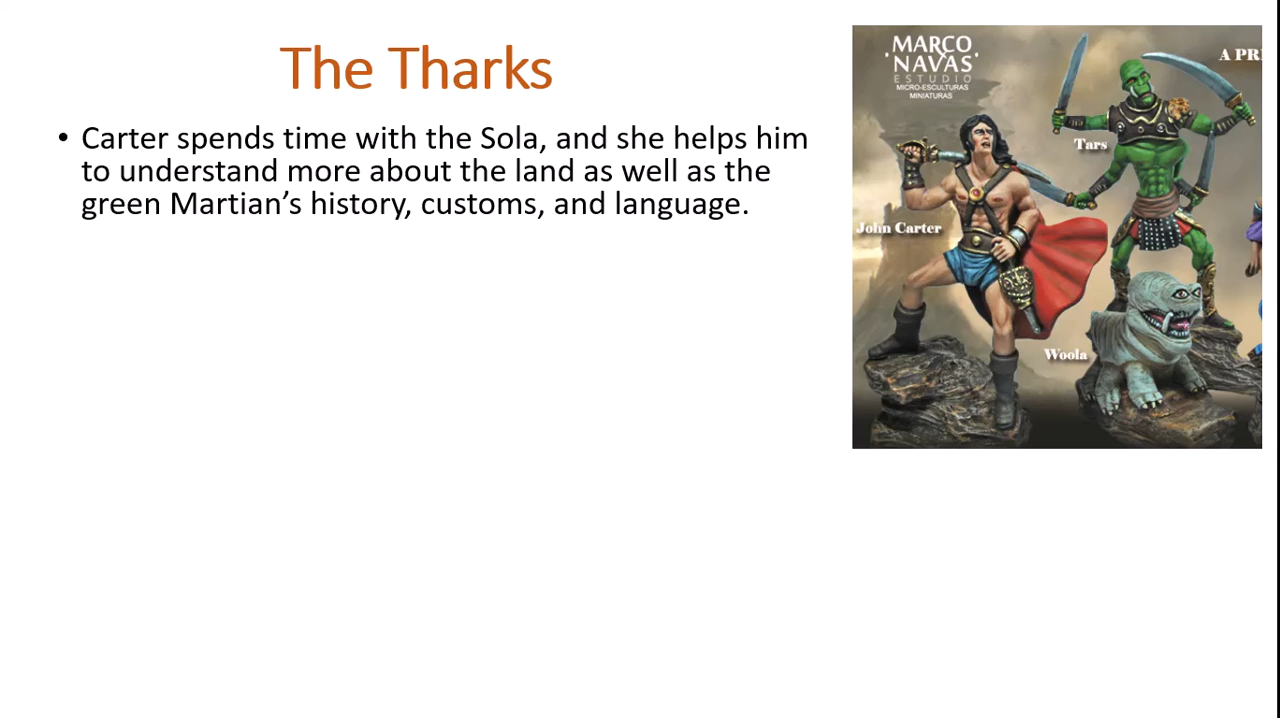 The Tharks
• Carter spends time with the Sola, and she helps him
to understand more about the land as well as the
green Martian’s history, customs, and language.
MARCO
NAVAS
ESTUDIO
MICRO-ESCULTURAS
MINIATURAS
A PRI
Tars
John Carter
Woola